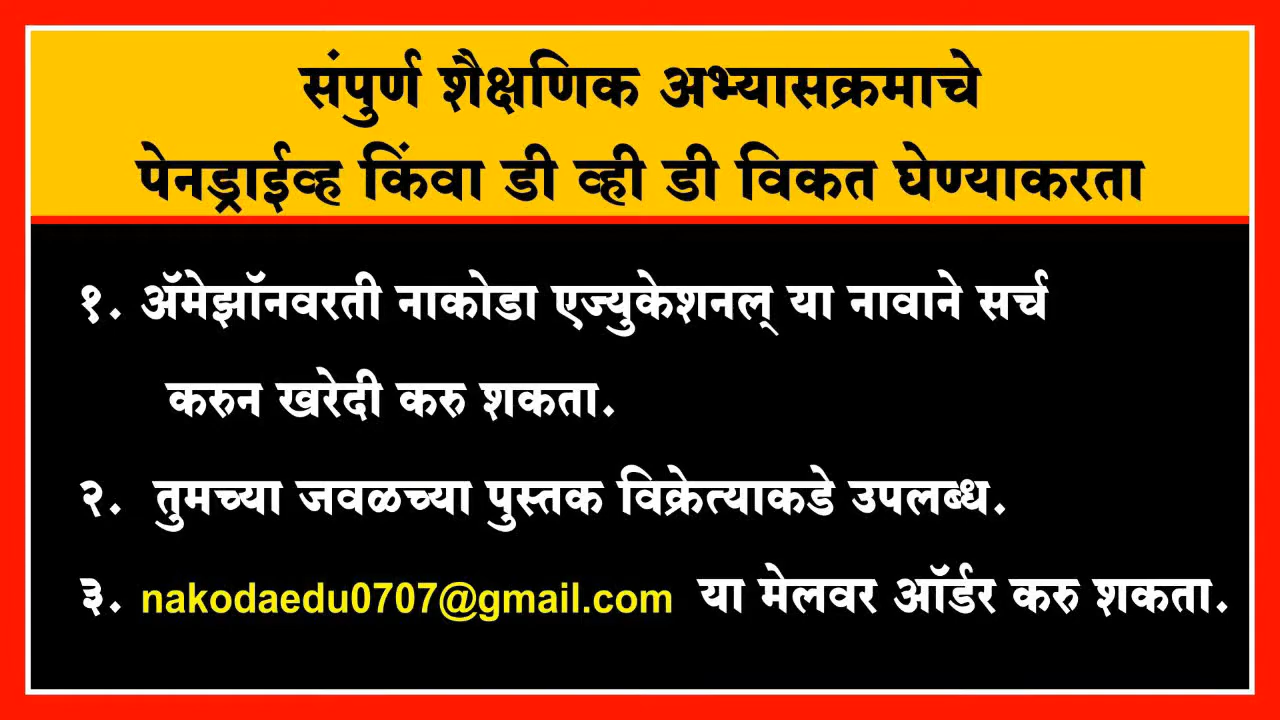 संपुर्ण शैक्षणिक अभ्यासक्रमाचे
पेनड्राईव्ह किंवा डी व्ही डी विकत घेण्याकरता
१. ॲमेझॉनवरती नाकोडा एज्युकेशनल् या नावाने सर्च
करुन खरेदी करु शकता.
२. तुमच्या जवळच्या पुस्तक विक्रेत्याकडे उपलब्ध.
३. nakodaedu0707@gmail.com या मेलवर ऑर्डर करु शकता.